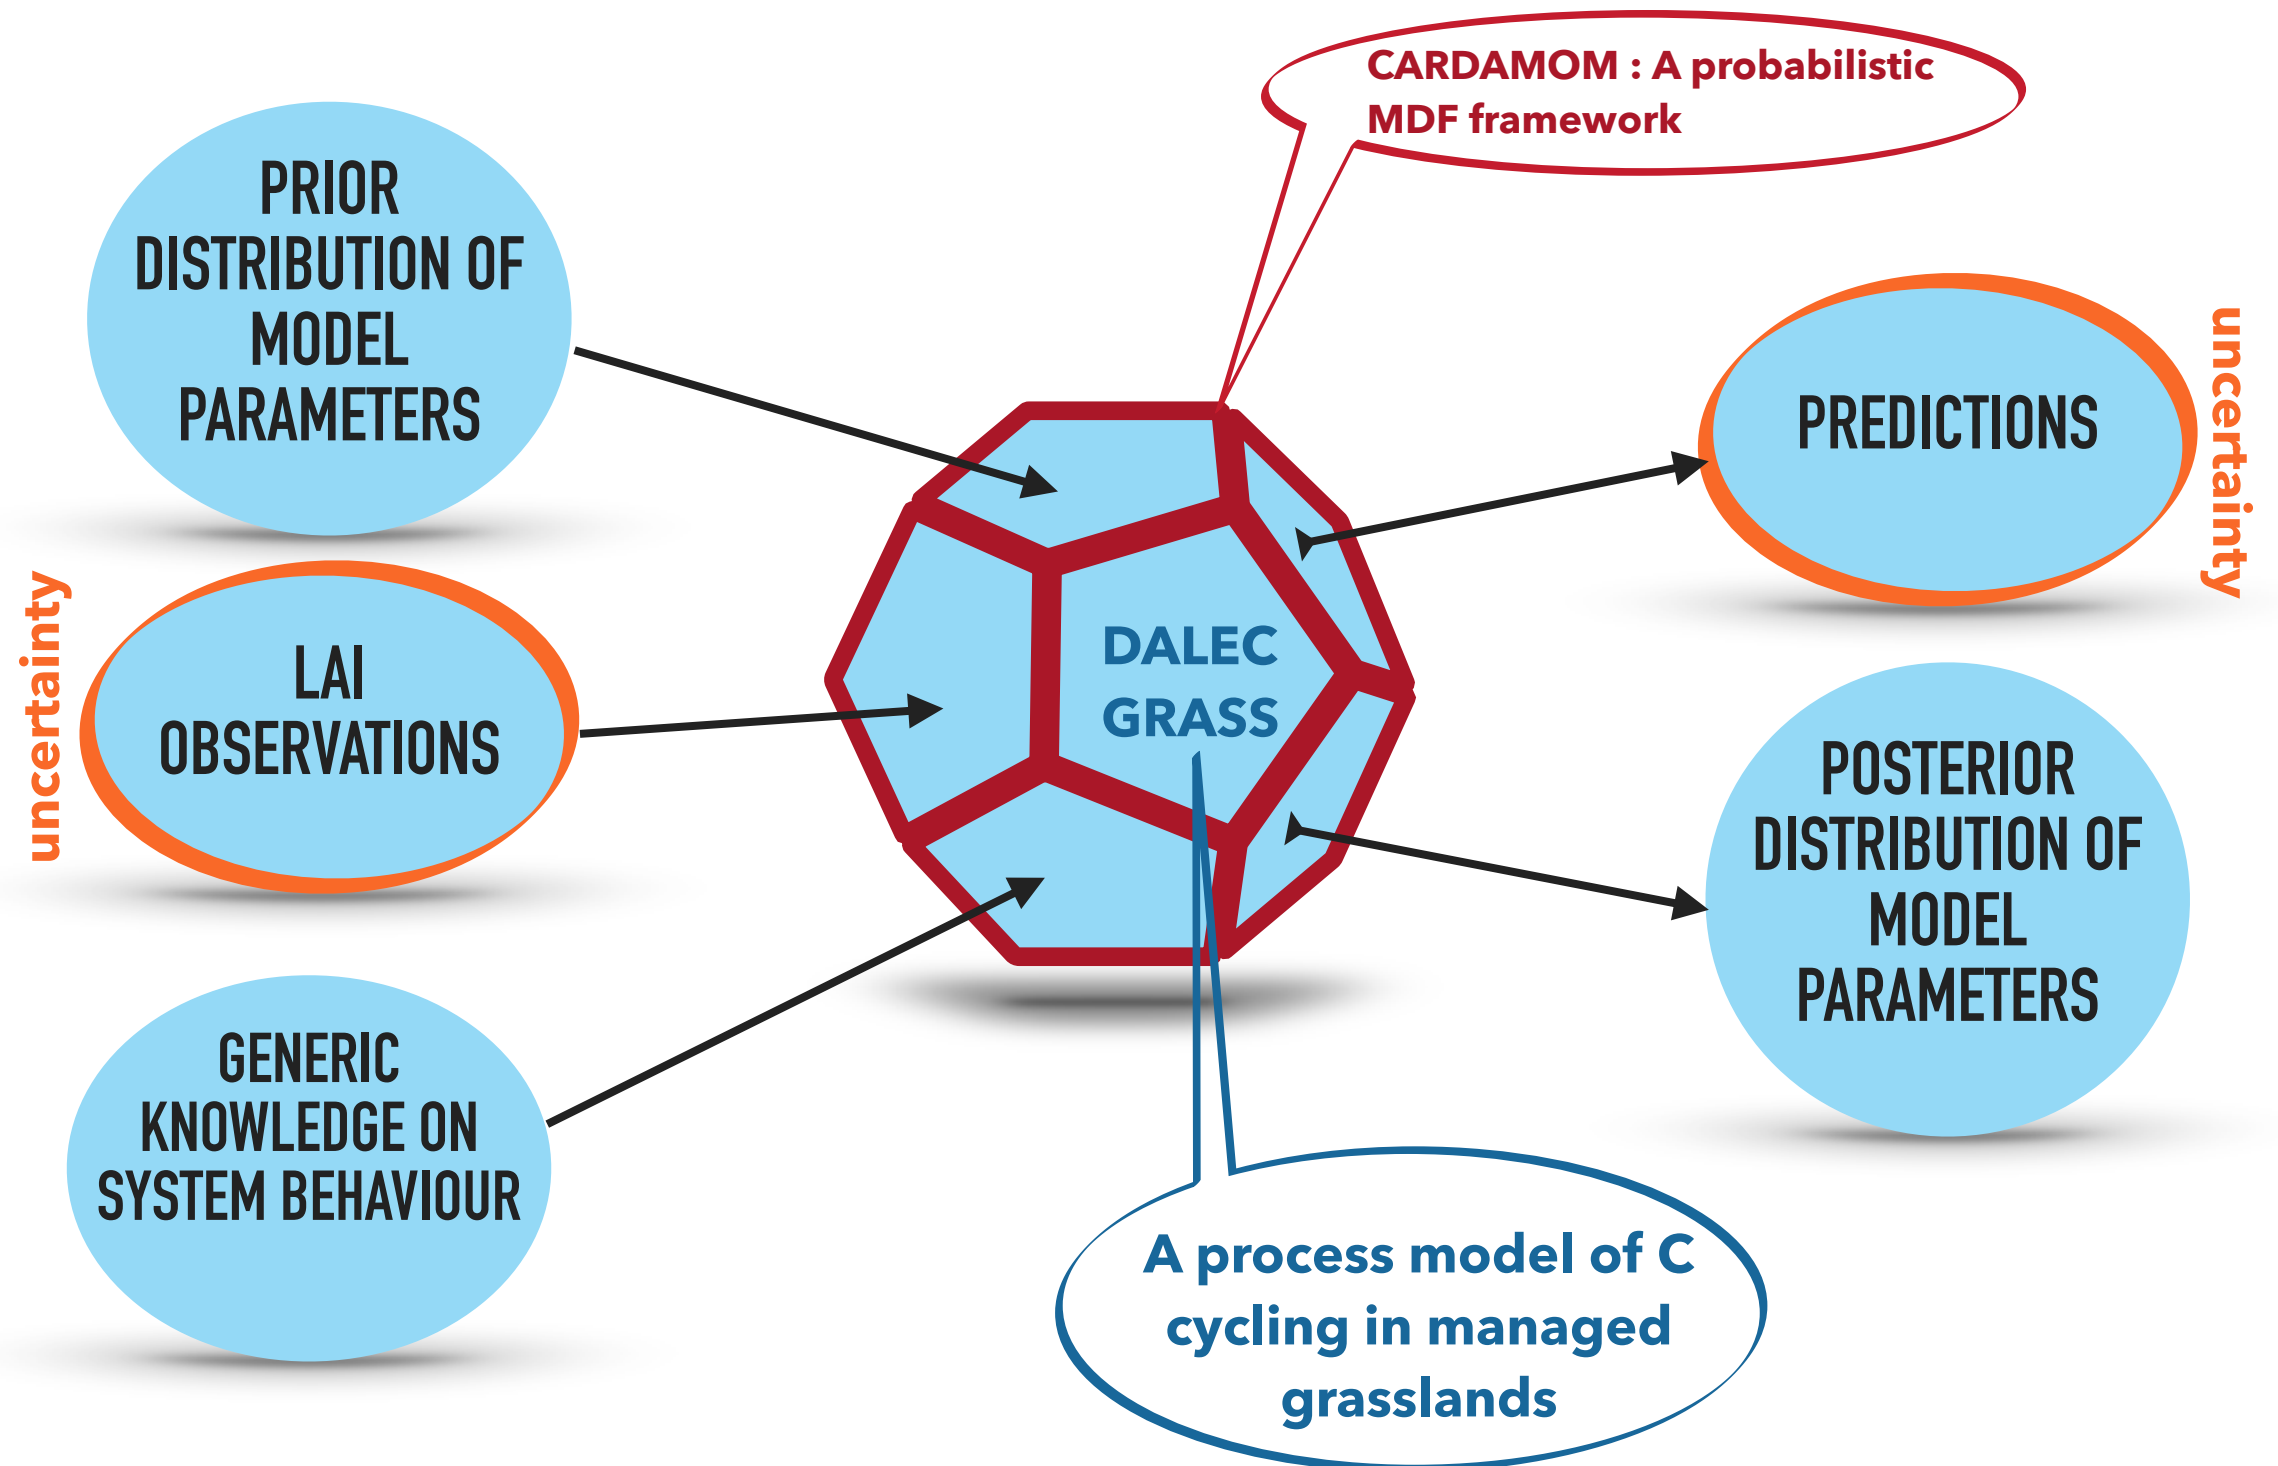 CARDAMOM : A probabilistic
MDF framework
PRIOR
DISTRIBUTION OF
MODEL
PARAMETERS
uncertainty
LAI
OBSERVATIONS
GENERIC
KNOWLEDGE ON
SYSTEM BEHAVIOUR
DALEC
GRASS
A process model of C
cycling in managed
grasslands
PREDICTIONS
uncertainty
POSTERIOR
DISTRIBUTION OF
MODEL
PARAMETERS